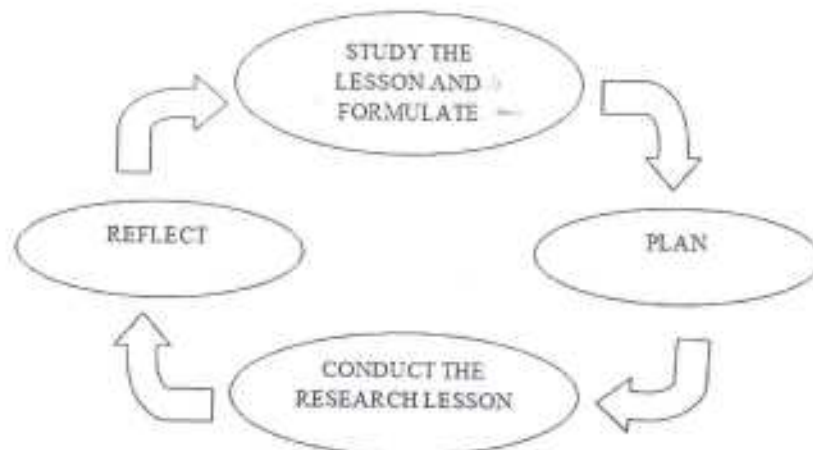 STUDY THE
LESSON AND
FORMULATE
REFLECT
PLAN
CONDUCT THE
RESEARCH LESSON